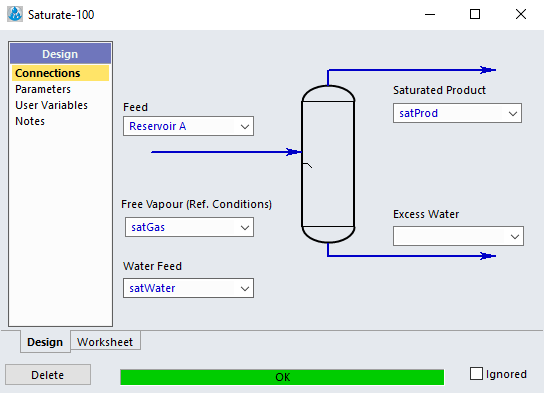 Saturate-100
Design
Connections
Parameters
User Variables
Notes
Feed
Reservoir A
Free Vapour (Ref. Conditions)
satGas
Water Feed
satWater
Saturated Product
satProd
Excess Water
Design
Worksheet
Delete
OK
Ignored